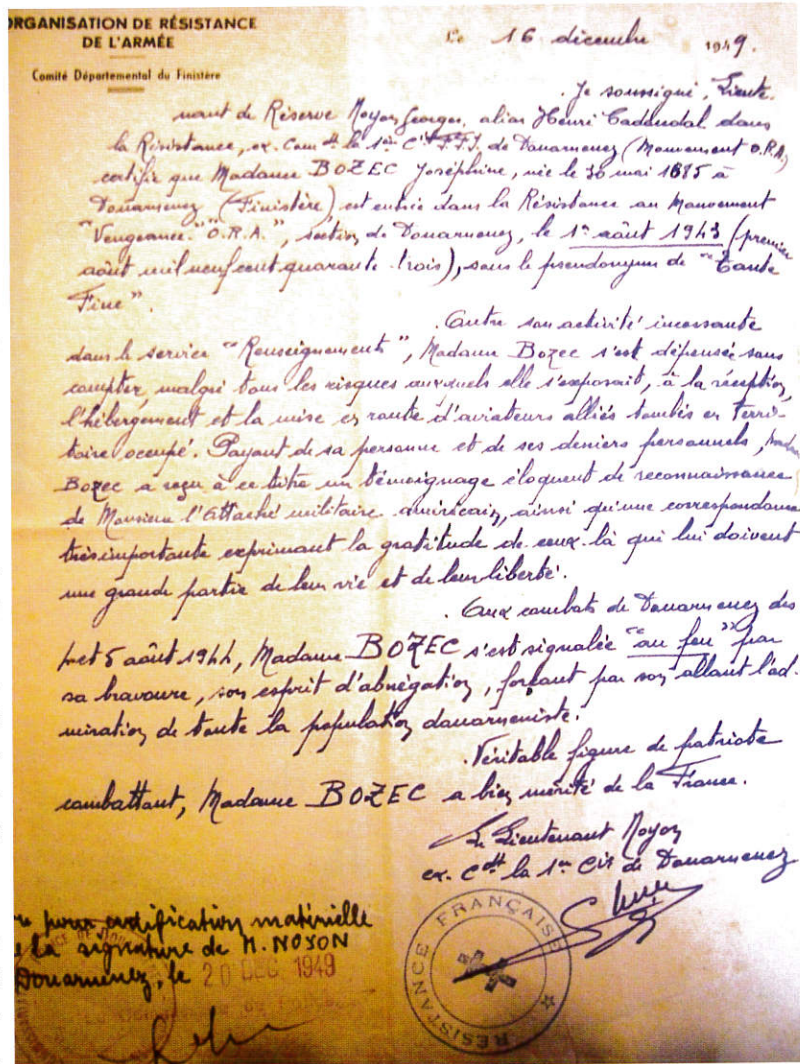 ORGANISATION DE RÉSISTANCE
DE L'ARMÉE
Comité Départemental du Finistère
Le 16 décembre 1949.
Je soussigné, Lieute-
nant de Réserve Noyon Georges, alias Henri Cadoudal dans
la Résistance, ex. Comdt la 1ère Cie F.F.I. de Douarnenez (Mouvement O.R.A.)
certifie que Madame BOZEC Joséphine, née le 30 mai 1885 à
Douarnenez (Finistère) est entrée dans la Résistance au Mouvement
"Vengeance" "O.R.A.", section de Douarnenez, le 1er août 1943 (premier
août mil neuf cent quarante-trois), sous le pseudonyme de "Tante
Fine".
Outre son activité incessante
dans le service "Renseignements", Madame Bozec s'est dépensée sans
compter, malgré tous les risques auxquels elle s'exposait, à la réception,
l'hébergement et la mise en route d'aviateurs alliés tombés en terri-
toire occupé. Payant de sa personne et de ses deniers personnels, Madame
Bozec a reçu à ce titre un témoignage éloquent de reconnaissance
de Monsieur l'Attaché militaire américain, ainsi qu'une correspondance
très importante exprimant la gratitude de ceux-là qui lui doivent
une grande partie de leur vie et de leur liberté.
Aux combats de Douarnenez des
4 et 5 août 1944, Madame BOZEC s'est signalée "au feu" par
sa bravoure, son esprit d'abnégation, forçant par son allant l'ad-
miration de toute la population douarneniste.
Véritable figure de patriote
combattant, Madame BOZEC a bien mérité de la France.
Le Lieutenant Noyon
ex. Cdt la 1ère Cie de Douarnenez
pour certification matérielle
la signature de M. NOYON
Douarnenez, le 20 DEC 1949
RÉSISTANCE FRANÇAISE